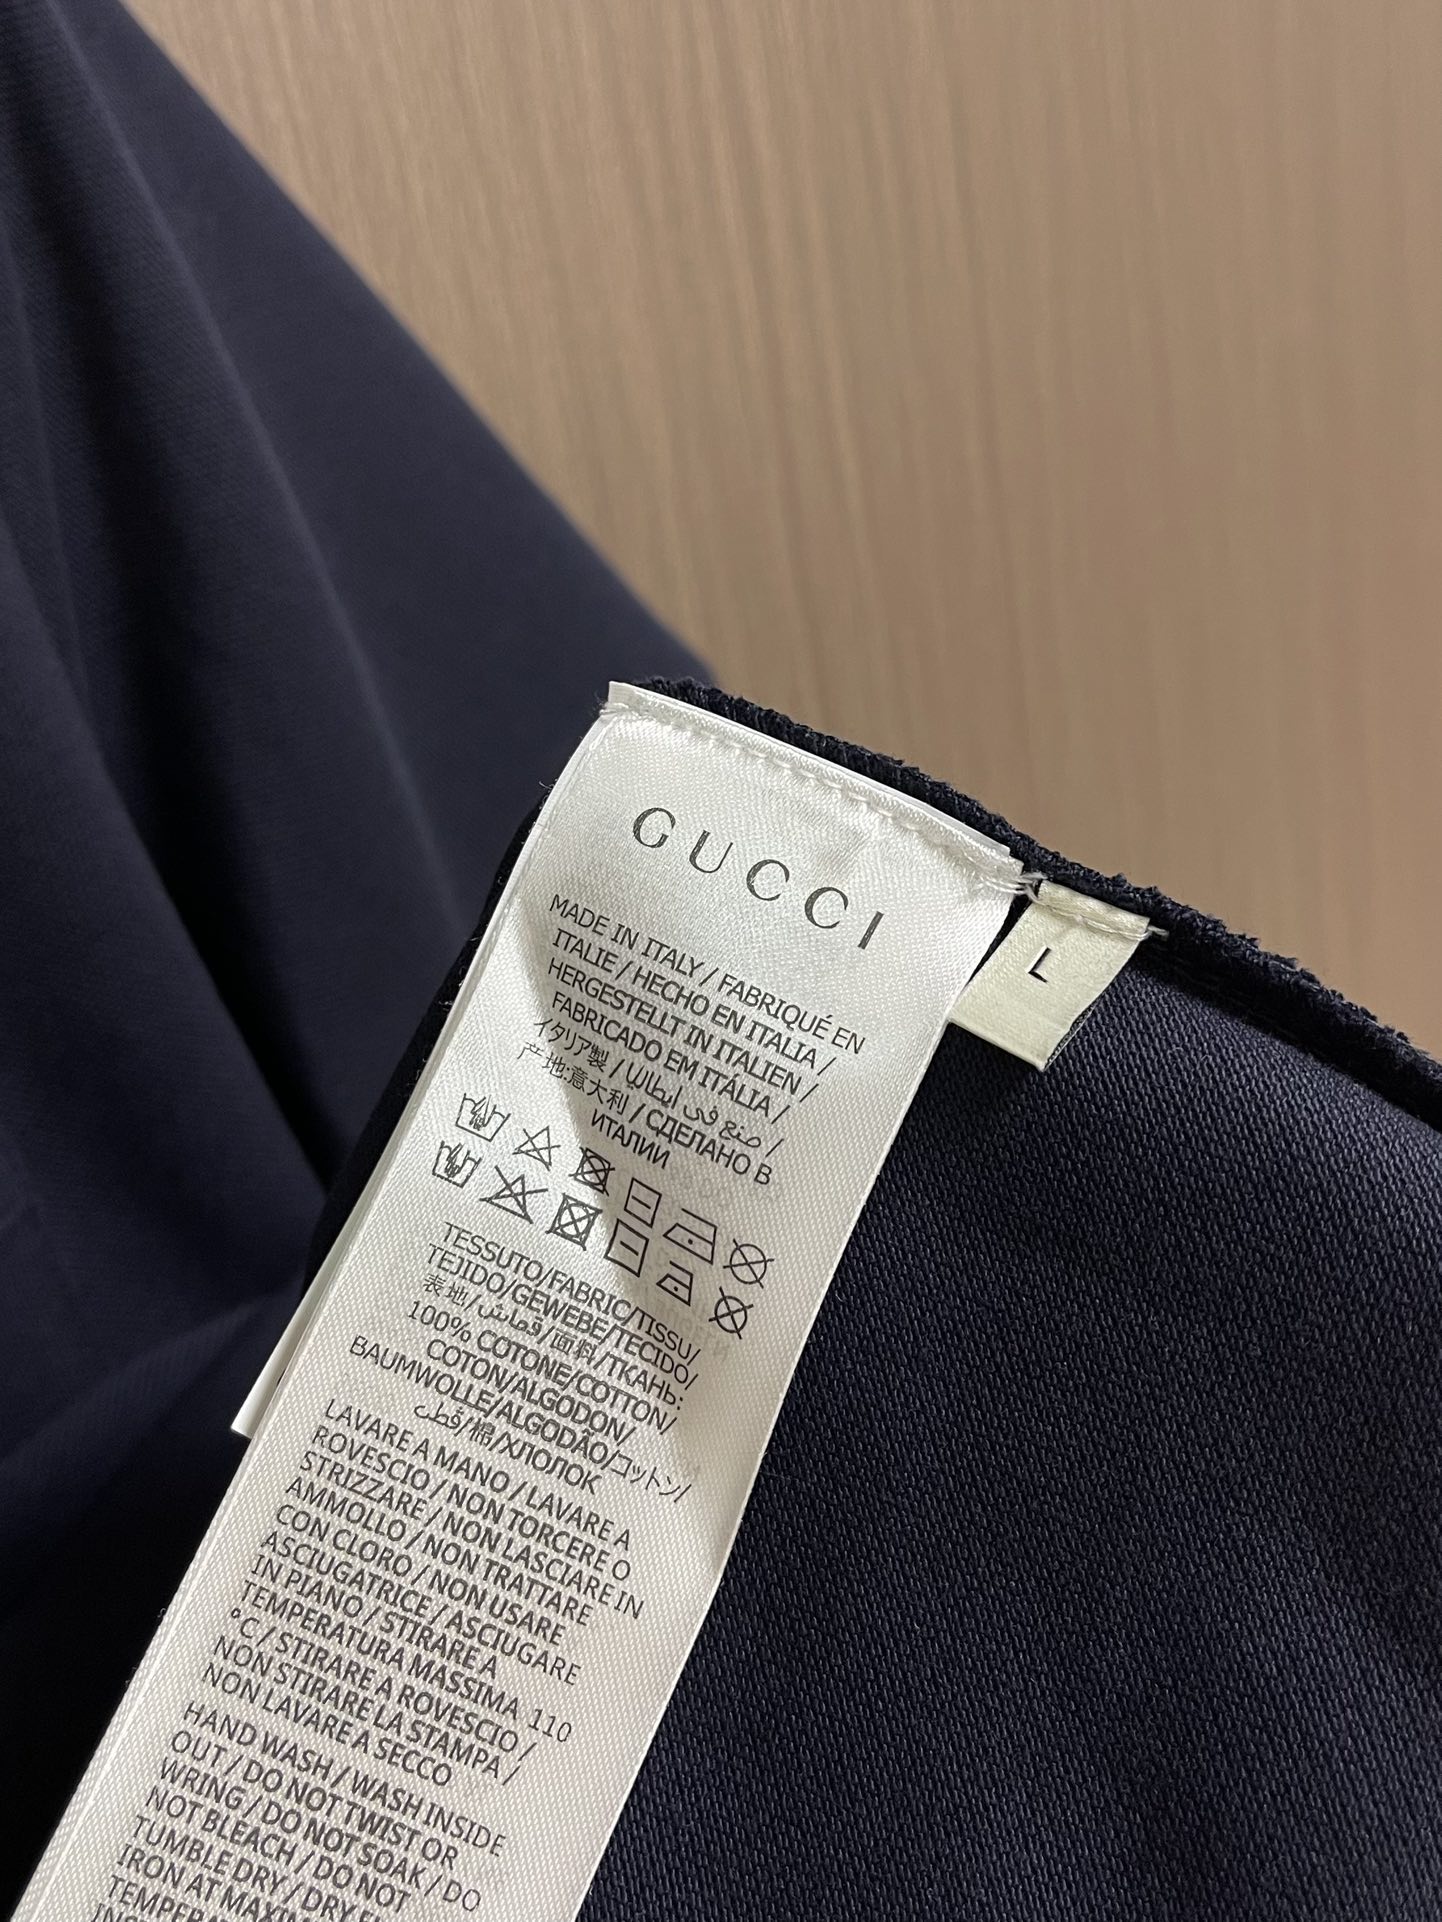 GUCCI
L
MADE IN ITALY / FABRIQUÉ EN
ITALIE / HECHO EN ITALIA /
HERGESTELLT IN ITALIEN /
FABRICADO EM ITÁLIA /
イタリア製 / صنع في ايطاليا /
产地:意大利 / СДЕЛАНО В
ИТАЛИИ
TESSUTO/FABRIC/TISSU/
TEJIDO/GEWEBE/TECIDO/
表地/قماش/面料/ТКАНЬ:
100% COTONE/COTTON/
COTON/ALGODON/
BAUMWOLLE/ALGODÃO/コットン/
قطن/棉/ХЛОПОК
LAVARE A MANO / LAVARE A
ROVESCIO / NON TORCERE O
STRIZZARE / NON LASCIARE IN
AMMOLLO / NON TRATTARE
CON CLORO / NON USARE
ASCIUGATRICE / ASCIUGARE
IN PIANO / STIRARE A
TEMPERATURA MASSIMA 110
°C / STIRARE A ROVESCIO /
NON STIRARE LA STAMPA /
NON LAVARE A SECCO
HAND WASH / WASH INSIDE
OUT / DO NOT TWIST OR
WRING / DO NOT SOAK / DO
NOT BLEACH / DO NOT
TUMBLE DRY / DRY
IRON AT